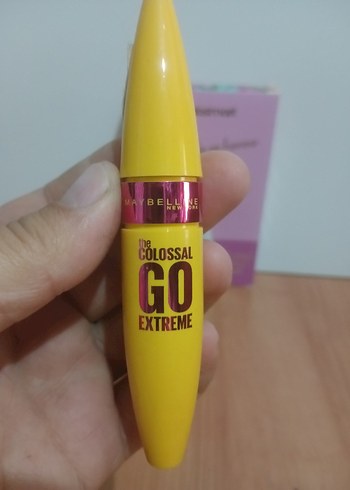 MAYBELLINE
NEW YORK
the
COLOSSAL
GO
EXTREME